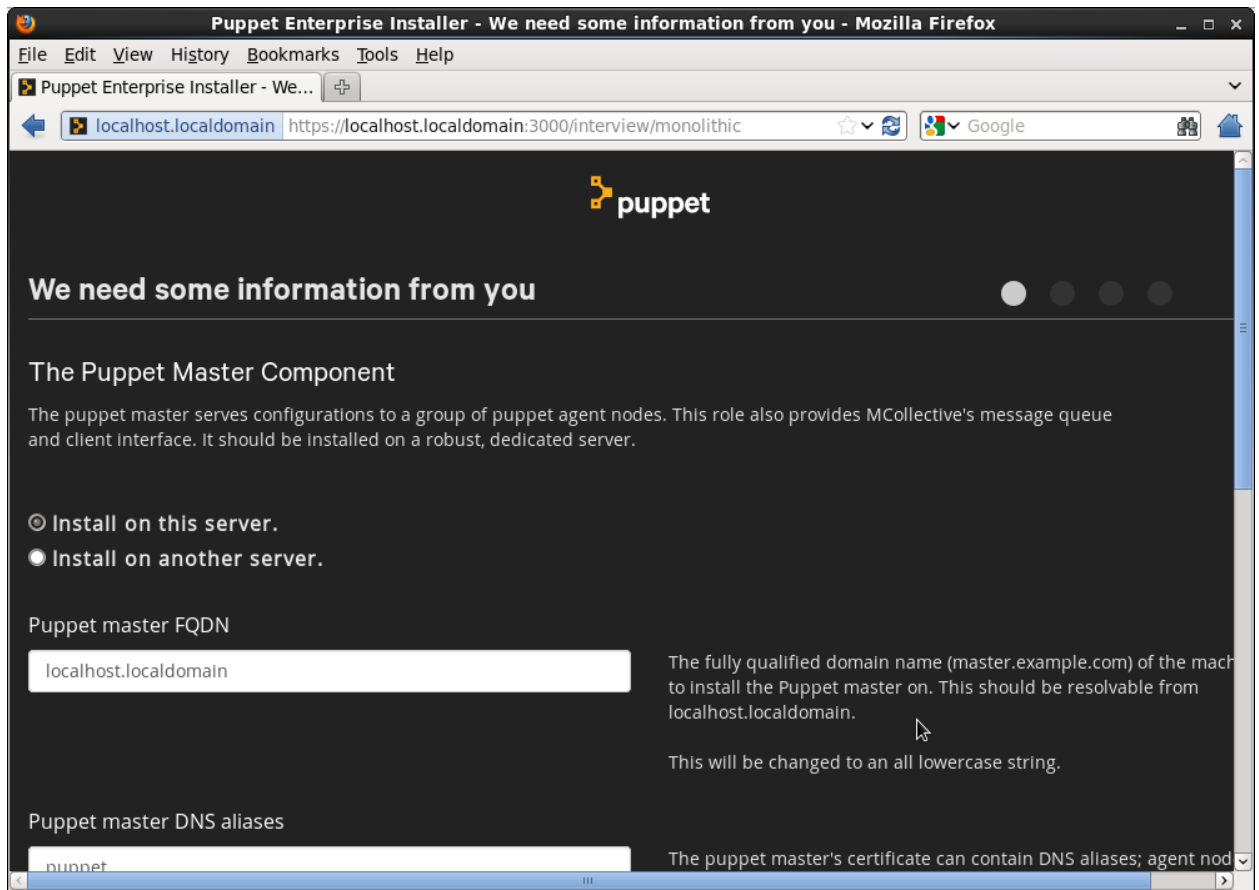 Puppet Enterprise Installer - We need some information from you - Mozilla Firefox
File Edit View History Bookmarks Tools Help
Puppet Enterprise Installer - We...
localhost.localdomain https://localhost.localdomain:3000/interview/monolithic Google
puppet
We need some information from you
The Puppet Master Component
The puppet master serves configurations to a group of puppet agent nodes. This role also provides MCollective's message queue
and client interface. It should be installed on a robust, dedicated server.
Install on this server.
Install on another server.
Puppet master FQDN
localhost.localdomain
The fully qualified domain name (master.example.com) of the mach
to install the Puppet master on. This should be resolvable from
localhost.localdomain.
This will be changed to an all lowercase string.
Puppet master DNS aliases
puppet
The puppet master's certificate can contain DNS aliases; agent nod